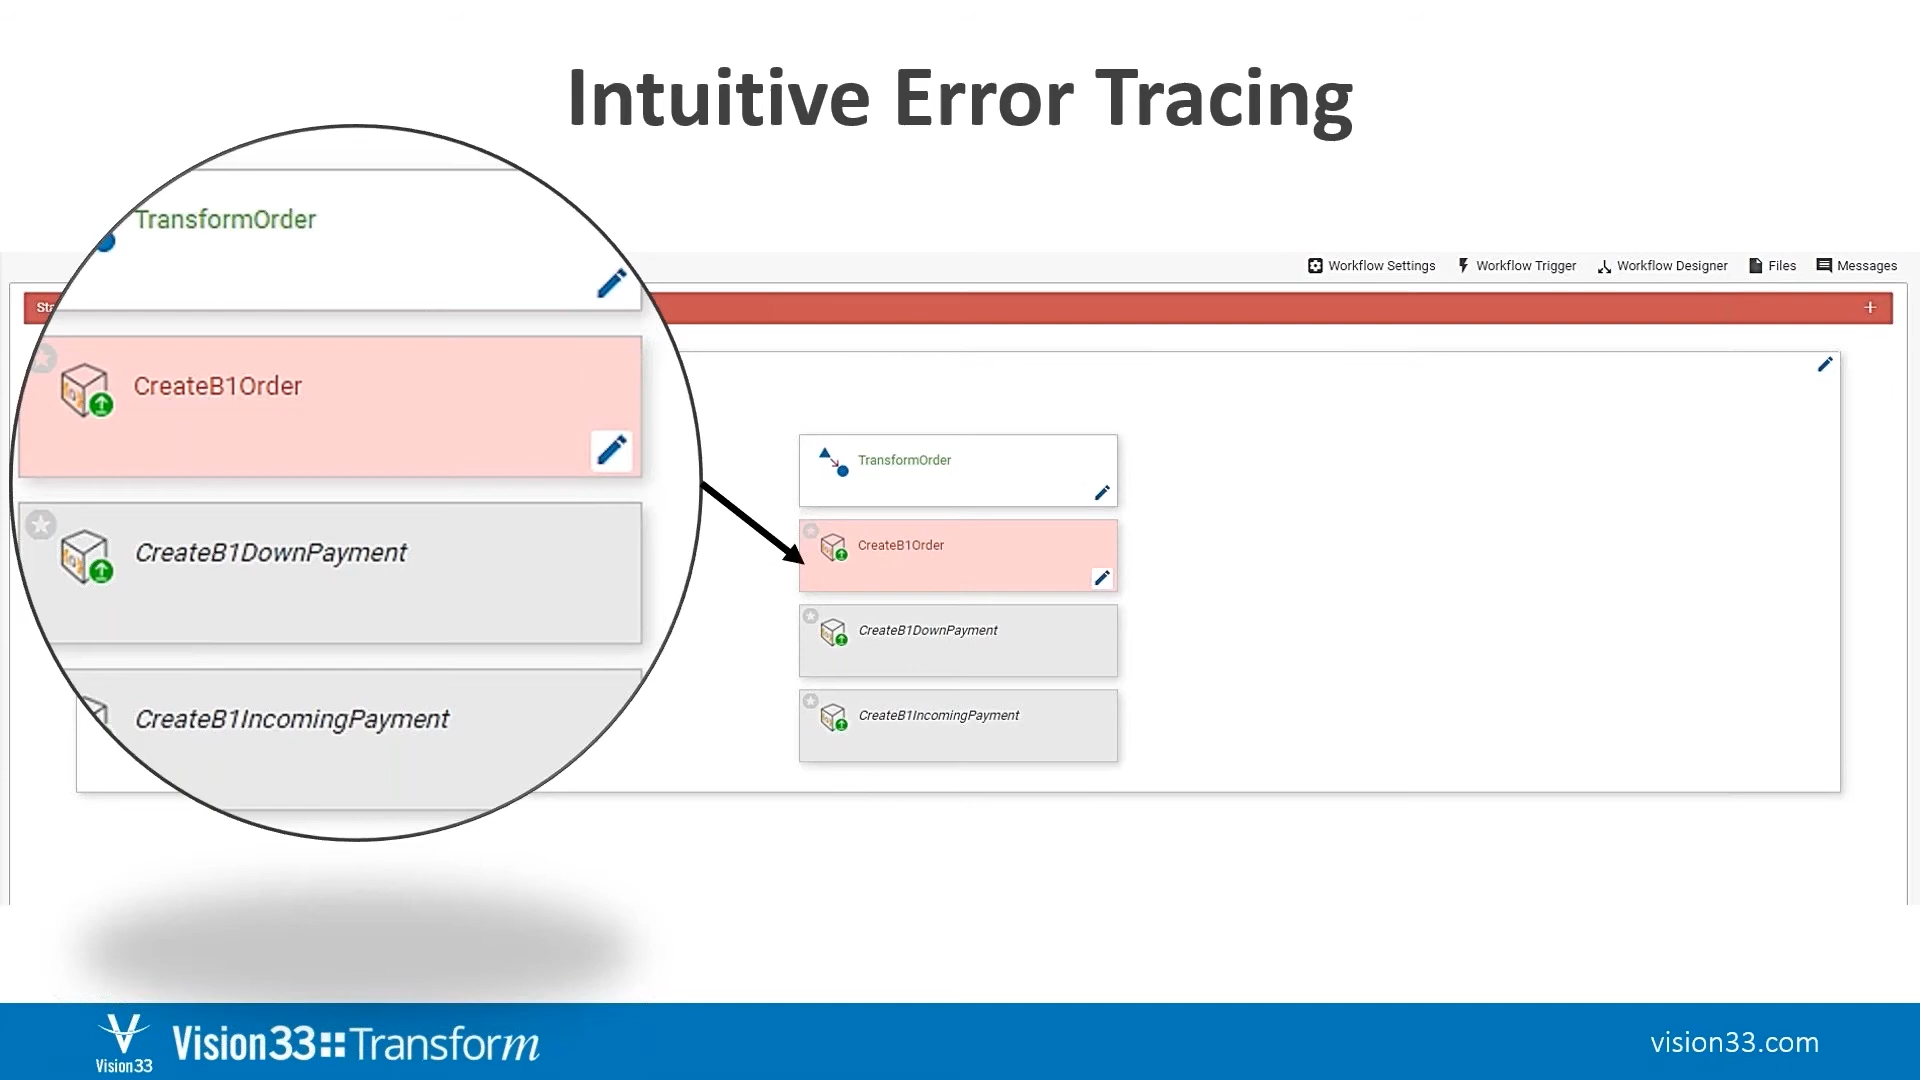 Intuitive Error Tracing
TransformOrder
CreateB1Order
CreateB1DownPayment
CreateB1IncomingPayment
Workflow Settings Workflow Trigger Workflow Designer Files Messages
+
TransformOrder
CreateB1Order
CreateB1DownPayment
CreateB1IncomingPayment
Vision33
Vision33::Transform
vision33.com